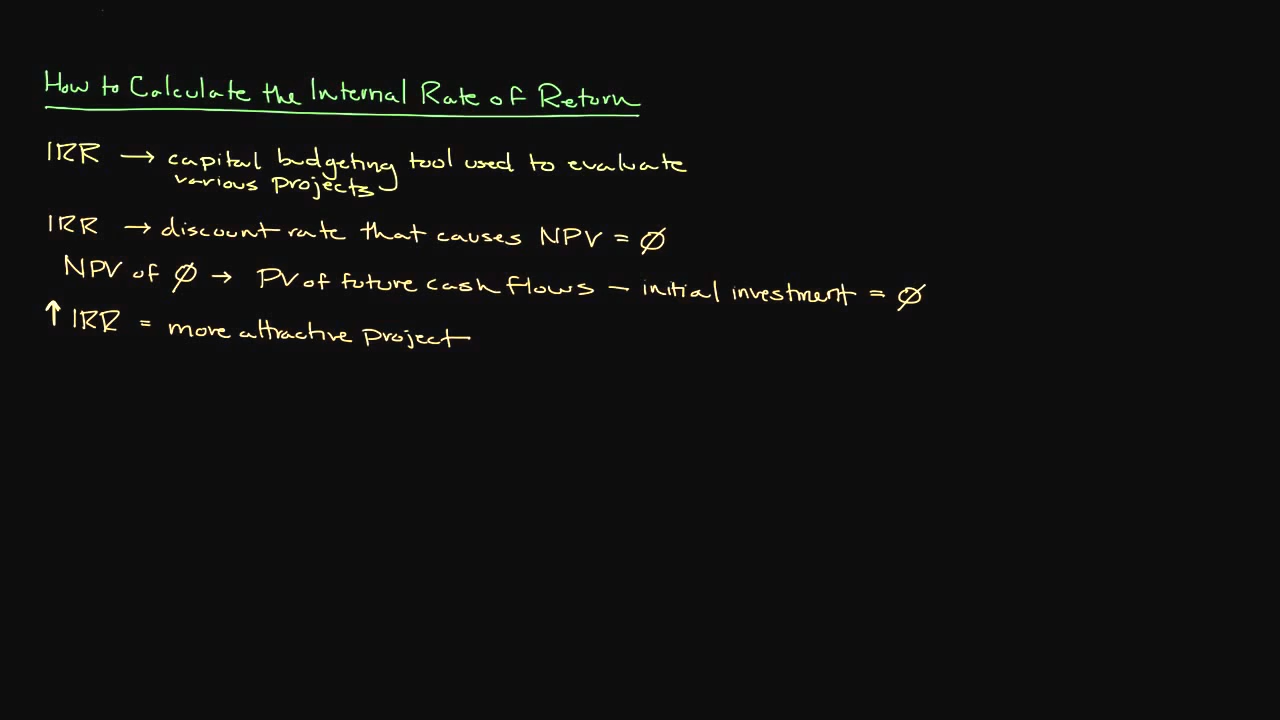 How to Calculate the Internal Rate of Return
IRR → capital budgeting tool used to evaluate
various projects
IRR → discount rate that causes NPV = ∅
NPV of ∅ → PV of future cash flows – initial investment = ∅
↑ IRR = more attractive project